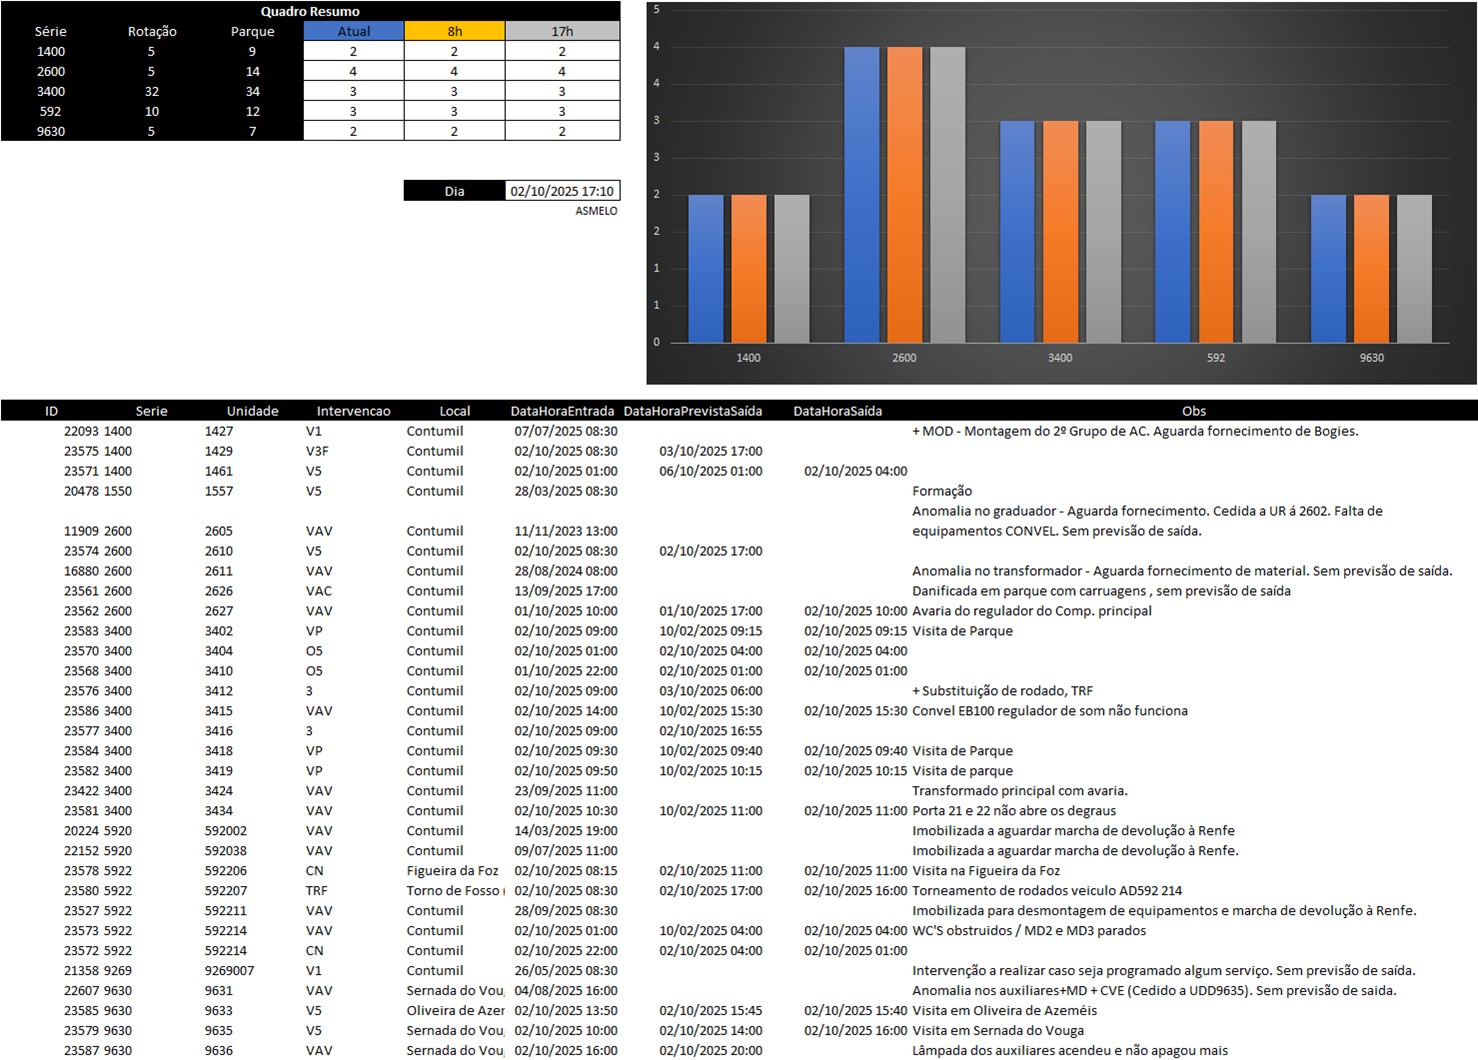 Quadro Resumo
Série Rotação Parque Atual 8h 17h
1400 5 9 2 2 2
2600 5 14 4 4 4
3400 32 34 3 3 3
592 10 12 3 3 3
9630 5 7 2 2 2
Dia 02/10/2025 17:10
ASMELO
5
4
4
3
3
2
2
1
1
0
1400 2600 3400 592 9630
ID Serie Unidade Intervencao Local DataHoraEntrada DataHoraPrevistaSaída DataHoraSaída Obs
22093 1400 1427 V1 Contumil 07/07/2025 08:30 + MOD - Montagem do 2º Grupo de AC. Aguarda fornecimento de Bogies.
23575 1400 1429 V3F Contumil 02/10/2025 08:30 03/10/2025 17:00
23571 1400 1461 V5 Contumil 02/10/2025 01:00 06/10/2025 01:00 02/10/2025 04:00
20478 1550 1557 V5 Contumil 28/03/2025 08:30 Formação
Anomalia no graduador - Aguarda fornecimento. Cedida a UR á 2602. Falta de
11909 2600 2605 VAV Contumil 11/11/2023 13:00 equipamentos CONVEL. Sem previsão de saída.
23574 2600 2610 V5 Contumil 02/10/2025 08:30 02/10/2025 17:00
16880 2600 2611 VAV Contumil 28/08/2024 08:00 Anomalia no transformador - Aguarda fornecimento de material. Sem previsão de saída.
23561 2600 2626 VAC Contumil 13/09/2025 17:00 Danificada em parque com carruagens , sem previsão de saída
23562 2600 2627 VAV Contumil 01/10/2025 10:00 01/10/2025 17:00 02/10/2025 10:00 Avaria do regulador do Comp. principal
23583 3400 3402 VP Contumil 02/10/2025 09:00 10/02/2025 09:15 02/10/2025 09:15 Visita de Parque
23570 3400 3404 O5 Contumil 02/10/2025 01:00 02/10/2025 04:00 02/10/2025 04:00
23568 3400 3410 O5 Contumil 01/10/2025 22:00 02/10/2025 01:00 02/10/2025 01:00
23576 3400 3412 3 Contumil 02/10/2025 09:00 03/10/2025 06:00 + Substituição de rodado, TRF
23586 3400 3415 VAV Contumil 02/10/2025 14:00 10/02/2025 15:30 02/10/2025 15:30 Convel EB100 regulador de som não funciona
23577 3400 3416 3 Contumil 02/10/2025 09:00 02/10/2025 16:55
23584 3400 3418 VP Contumil 02/10/2025 09:30 10/02/2025 09:40 02/10/2025 09:40 Visita de Parque
23582 3400 3419 VP Contumil 02/10/2025 09:50 10/02/2025 10:15 02/10/2025 10:15 Visita de parque
23422 3400 3424 VAV Contumil 23/09/2025 11:00 Transformado principal com avaria.
23581 3400 3434 VAV Contumil 02/10/2025 10:30 10/02/2025 11:00 02/10/2025 11:00 Porta 21 e 22 não abre os degraus
20224 5920 592002 VAV Contumil 14/03/2025 19:00 Imobilizada a aguardar marcha de devolução à Renfe
22152 5920 592038 VAV Contumil 09/07/2025 11:00 Imobilizada a aguardar marcha de devolução à Renfe.
23578 5922 592206 CN Figueira da Foz 02/10/2025 08:15 02/10/2025 11:00 02/10/2025 11:00 Visita na Figueira da Foz
23580 5922 592207 TRF Torno de Fosso ( 02/10/2025 08:30 02/10/2025 17:00 02/10/2025 16:00 Torneamento de rodados veiculo AD592 214
23527 5922 592211 VAV Contumil 28/09/2025 08:30 Imobilizada para desmontagem de equipamentos e marcha de devolução à Renfe.
23573 5922 592214 VAV Contumil 02/10/2025 01:00 10/02/2025 04:00 02/10/2025 04:00 WC'S obstruidos / MD2 e MD3 parados
23572 5922 592214 CN Contumil 02/10/2025 22:00 02/10/2025 04:00 02/10/2025 01:00
21358 9269 9269007 V1 Contumil 26/05/2025 08:30 Intervenção a realizar caso seja programado algum serviço. Sem previsão de saída.
22607 9630 9631 VAV Sernada do Vou 04/08/2025 16:00 Anomalia nos auxiliares+MD + CVE (Cedido a UDD9635). Sem previsão de saida.
23585 9630 9633 V5 Oliveira de Azer 02/10/2025 13:50 02/10/2025 15:45 02/10/2025 15:40 Visita em Oliveira de Azeméis
23579 9630 9635 V5 Sernada do Vou 02/10/2025 10:00 02/10/2025 14:00 02/10/2025 16:00 Visita em Sernada do Vouga
23587 9630 9636 VAV Sernada do Vou 02/10/2025 16:00 02/10/2025 20:00 Lâmpada dos auxiliares acendeu e não apagou mais